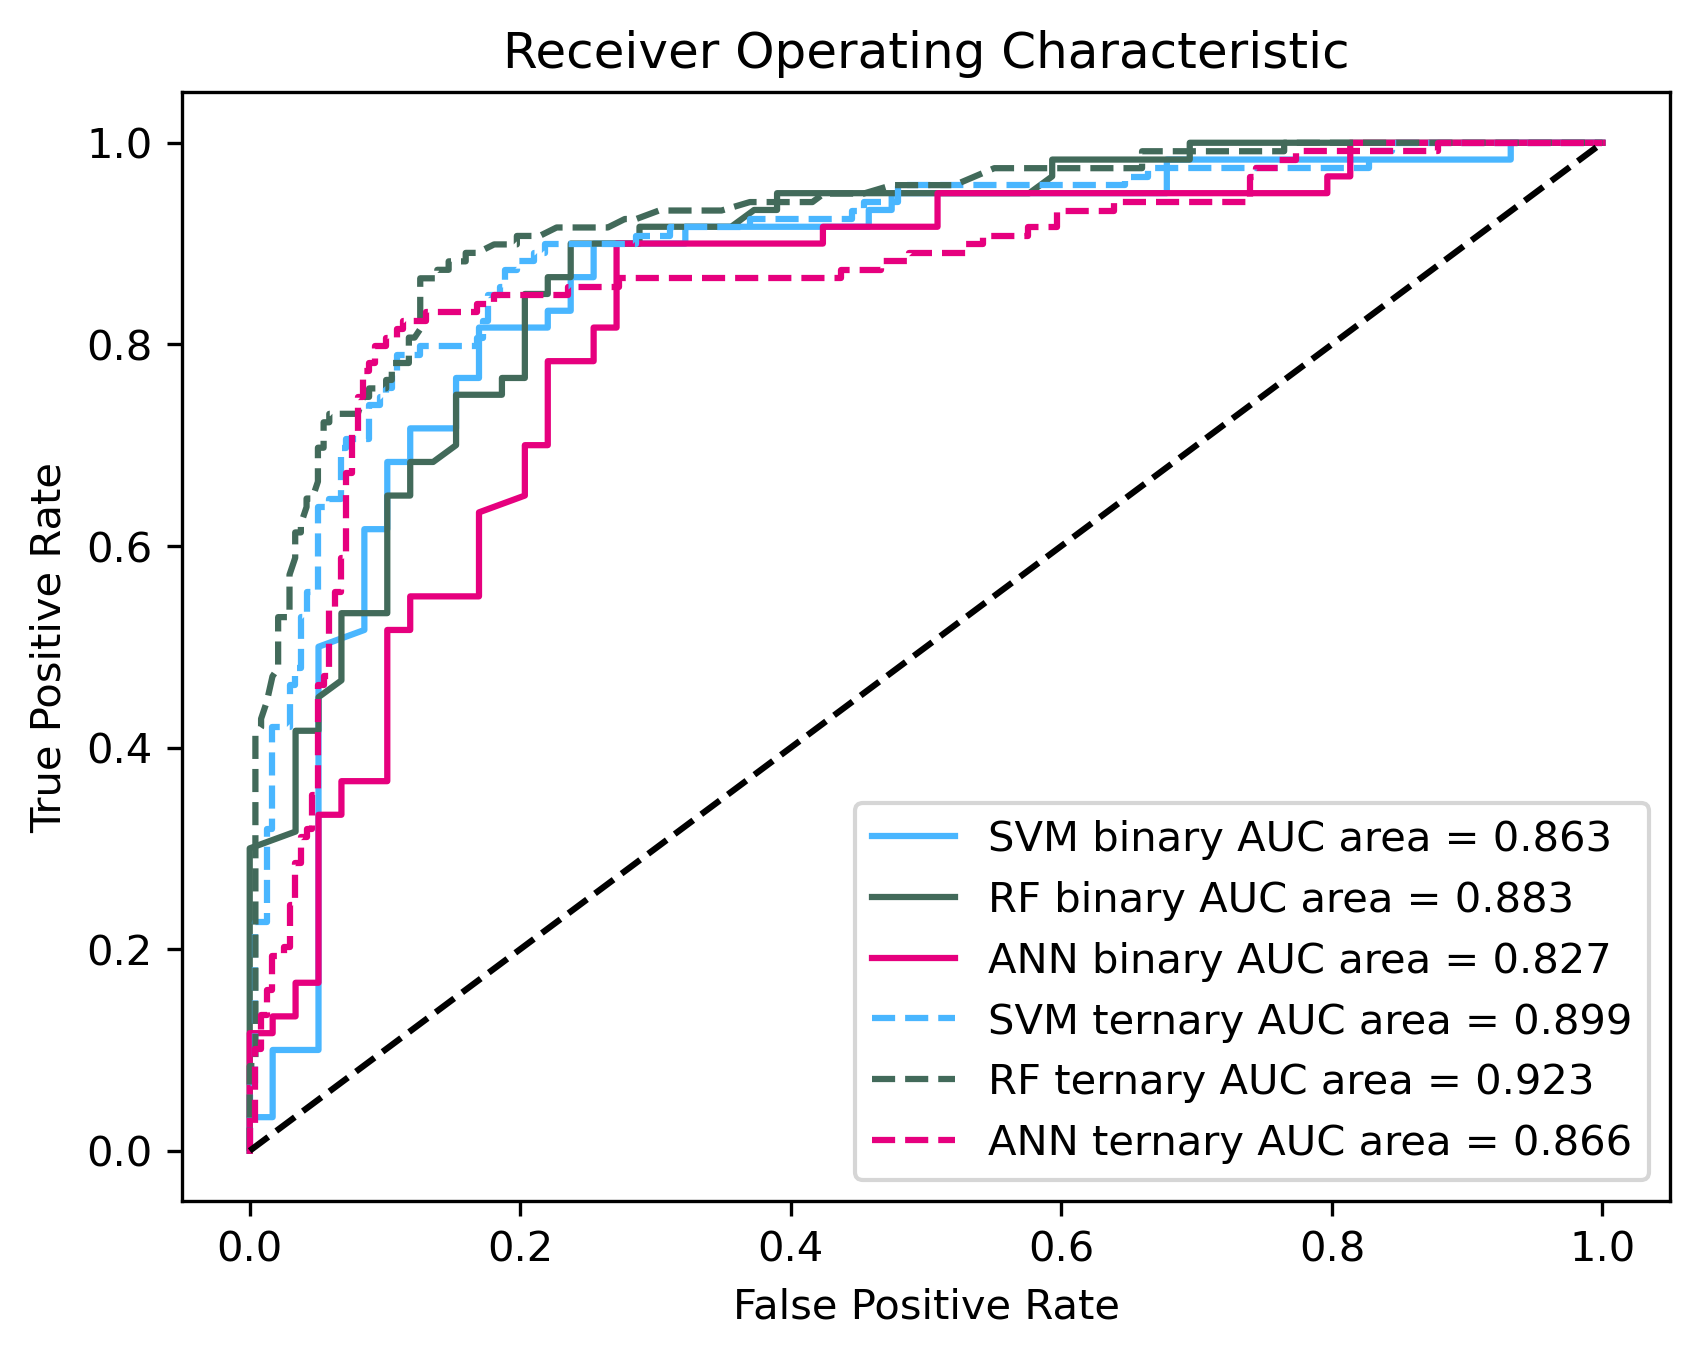 Receiver Operating Characteristic
True Positive Rate
1.0
0.8
0.6
0.4
0.2
0.0
SVM binary AUC area = 0.863
RF binary AUC area = 0.883
ANN binary AUC area = 0.827
SVM ternary AUC area = 0.899
RF ternary AUC area = 0.923
ANN ternary AUC area = 0.866
0.0 0.2 0.4 0.6 0.8 1.0
False Positive Rate